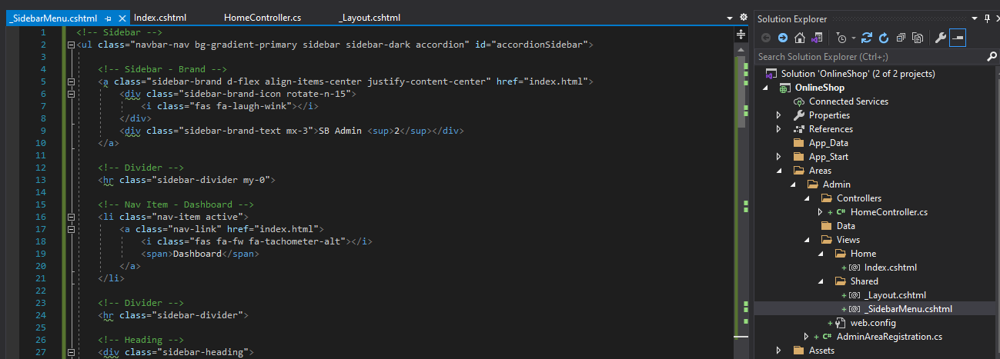 _SidebarMenu.cshtml
Index.cshtml
HomeController.cs
_Layout.cshtml
1 <!-- Sidebar -->
2 <ul class="navbar-nav bg-gradient-primary sidebar sidebar-dark accordion" id="accordionSidebar">
3
4 <!-- Sidebar - Brand -->
5 <a class="sidebar-brand d-flex align-items-center justify-content-center" href="index.html">
6 <div class="sidebar-brand-icon rotate-n-15">
7 <i class="fas fa-laugh-wink"></i>
8 </div>
9 <div class="sidebar-brand-text mx-3">SB Admin <sup>2</sup></div>
10 </a>
11
12 <!-- Divider -->
13 <hr class="sidebar-divider my-0">
14
15 <!-- Nav Item - Dashboard -->
16 <li class="nav-item active">
17 <a class="nav-link" href="index.html">
18 <i class="fas fa-fw fa-tachometer-alt"></i>
19 <span>Dashboard</span>
20 </a>
21 </li>
22
23 <!-- Divider -->
24 <hr class="sidebar-divider">
25
26 <!-- Heading -->
27 <div class="sidebar-heading">
Solution Explorer
Search Solution Explorer (Ctrl+;)
Solution 'OnlineShop' (2 of 2 projects)
OnlineShop
Connected Services
Properties
References
App_Data
App_Start
Areas
Admin
Controllers
+ C# HomeController.cs
Data
Views
Home
+ [@] Index.cshtml
Shared
+ [@] _Layout.cshtml
+ [@] _SidebarMenu.cshtml
+ web.config
+ C# AdminAreaRegistration.cs
Assets